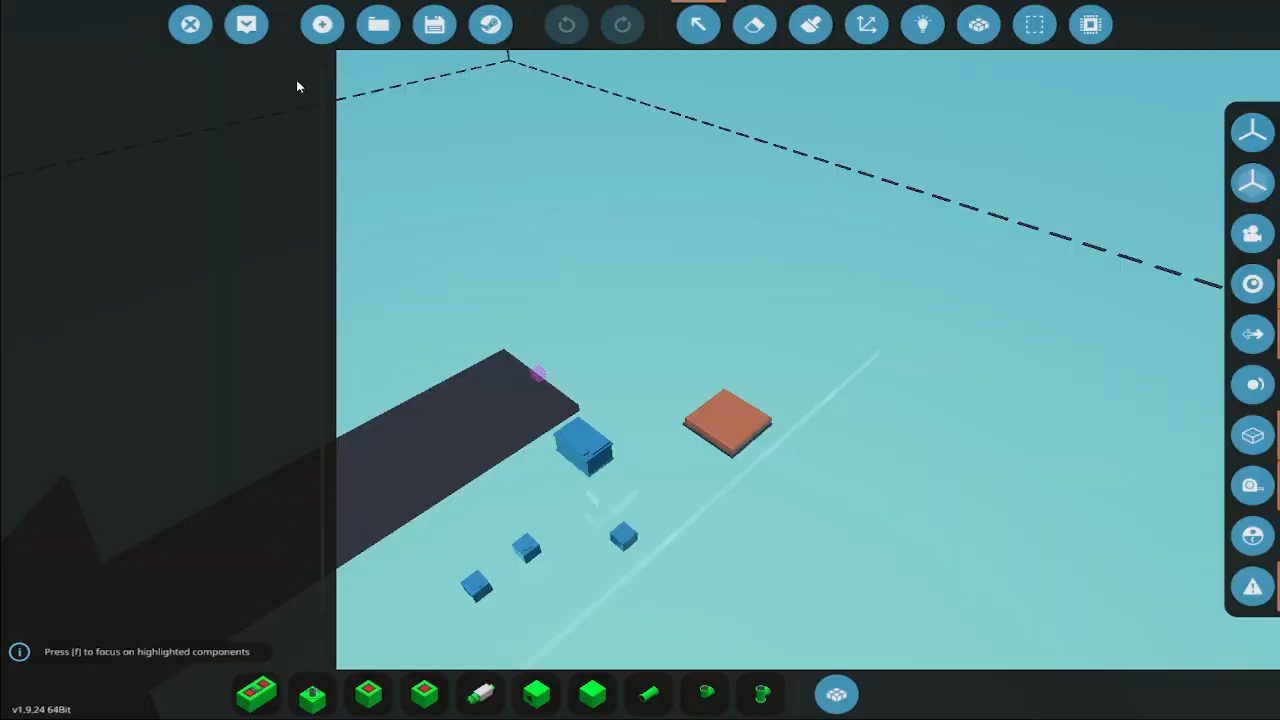 Press [f] to focus on highlighted components
v1.9.24 64Bit